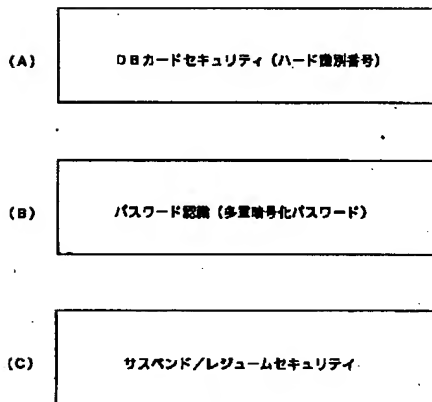 (A) DBカードセキュリティ(ハード識別番号)
(B) パスワード認識(多重暗号化パスワード)
(C) サスペンド/レジュームセキュリテイ